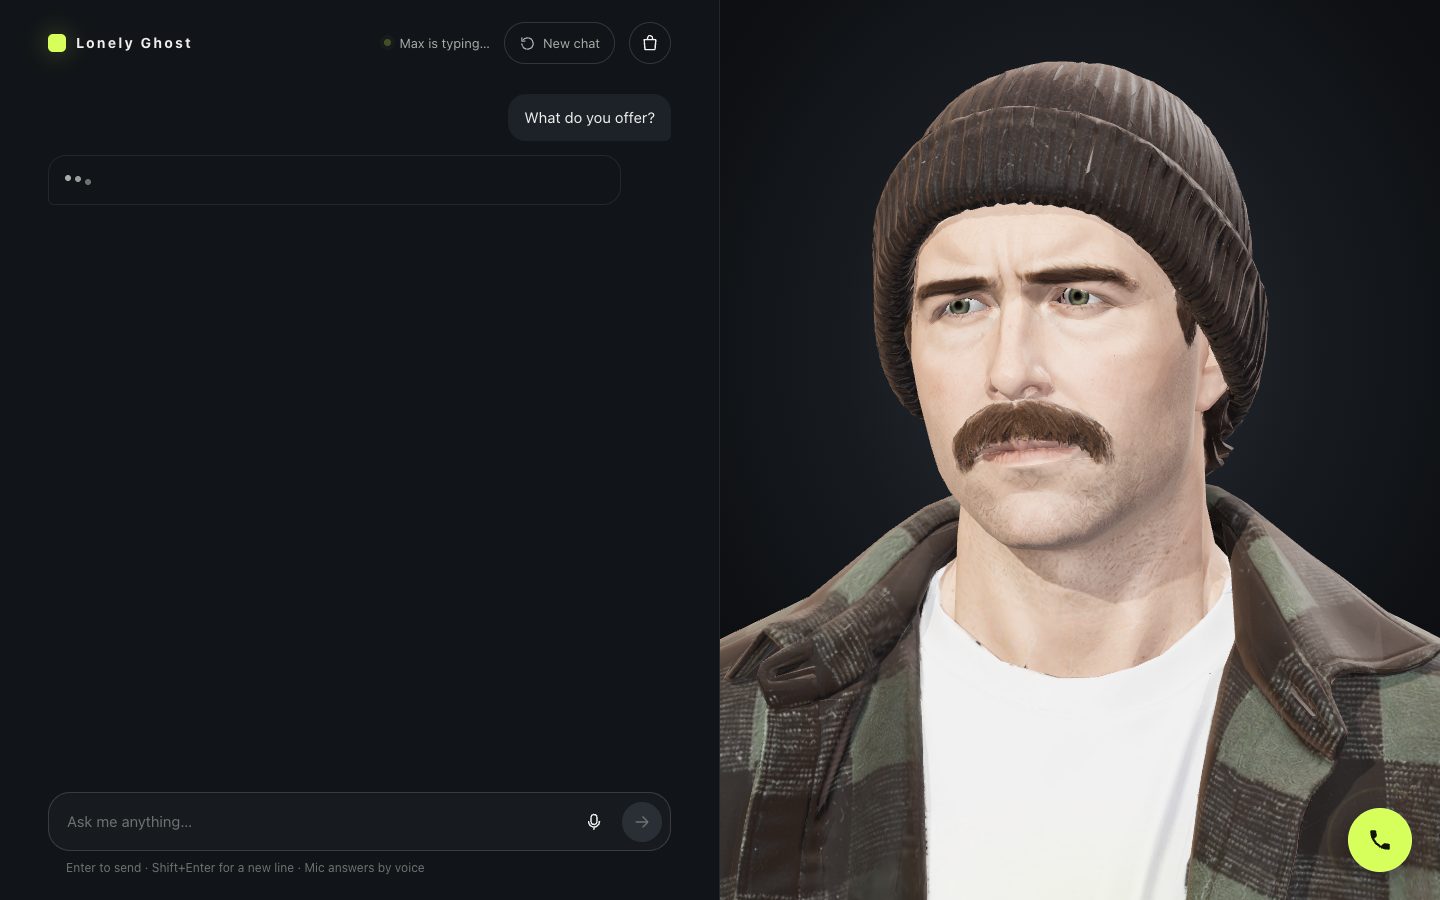 Lonely Ghost
Max is typing...
New chat
What do you offer?
Ask me anything...
Enter to send · Shift+Enter for a new line · Mic answers by voice